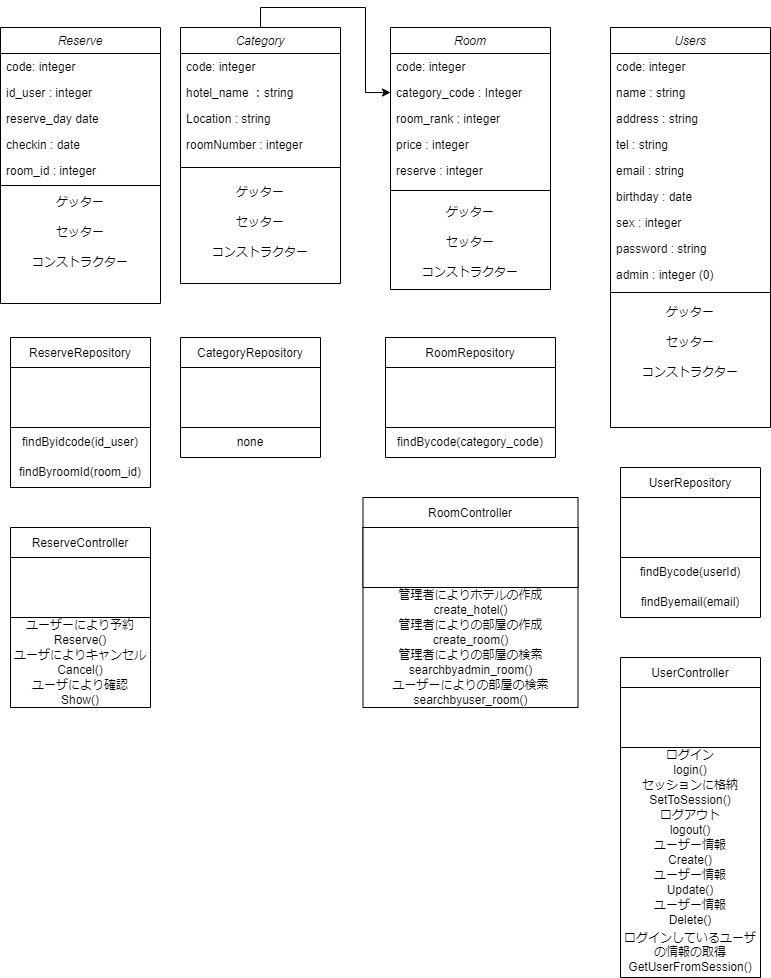 Reserve
code: integer
id_user : integer
reserve_day date
checkin : date
room_id : integer
ゲッター
セッター
コンストラクター
Category
code: integer
hotel_name ：string
Location : string
roomNumber : integer
ゲッター
セッター
コンストラクター
Room
code: integer
category_code : Integer
room_rank : integer
price : integer
reserve : integer
ゲッター
セッター
コンストラクター
Users
code: integer
name : string
address : string
tel : string
email : string
birthday : date
sex : integer
password : string
admin : integer (0)
ゲッター
セッター
コンストラクター
ReserveRepository
findByidcode(id_user)
findByroomId(room_id)
CategoryRepository
none
RoomRepository
findBycode(category_code)
UserRepository
findBycode(userId)
findByemail(email)
ReserveController
ユーザーにより予約
Reserve()
ユーザによりキャンセル
Cancel()
ユーザにより確認
Show()
RoomController
管理者によりホテルの作成
create_hotel()
管理者によりの部屋の作成
create_room()
管理者によりの部屋の検索
searchbyadmin_room()
ユーザーによりの部屋の検索
searchbyuser_room()
UserController
ログイン
login()
セッションに格納
SetToSession()
ログアウト
logout()
ユーザー情報
Create()
ユーザー情報
Update()
ユーザー情報
Delete()
ログインしているユーザ
の情報の取得
GetUserFromSession()